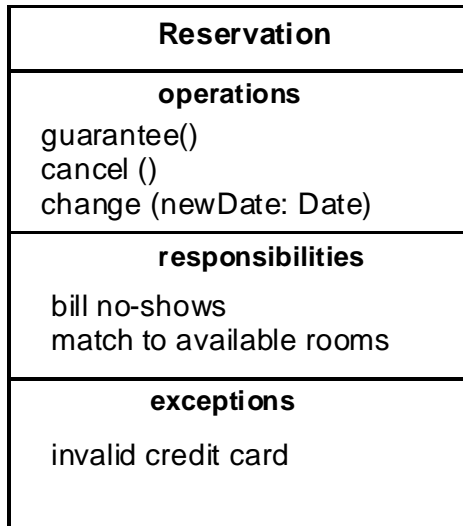 Reservation
operations
guarantee()
cancel ()
change (newDate: Date)
responsibilities
bill no-shows
match to available rooms
exceptions
invalid credit card